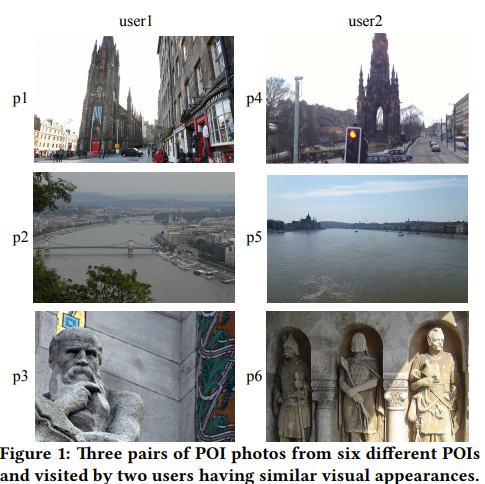 user1 user2
p1 p4
p2 p5
p3 p6
Figure 1: Three pairs of POI photos from six different POIs
and visited by two users having similar visual appearances.